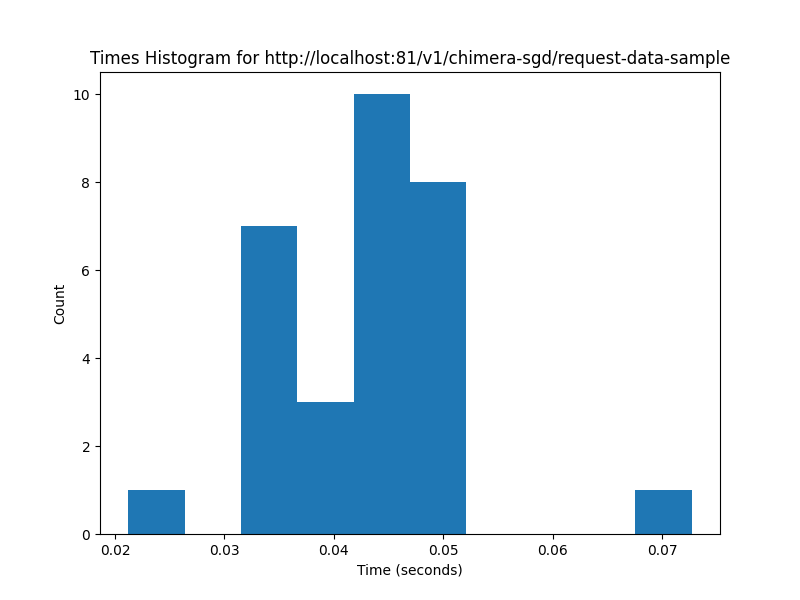 Times Histogram for http://localhost:81/v1/chimera-sgd/request-data-sample
10
8
6
4
2
0
Count
0.02 0.03 0.04 0.05 0.06 0.07
Time (seconds)